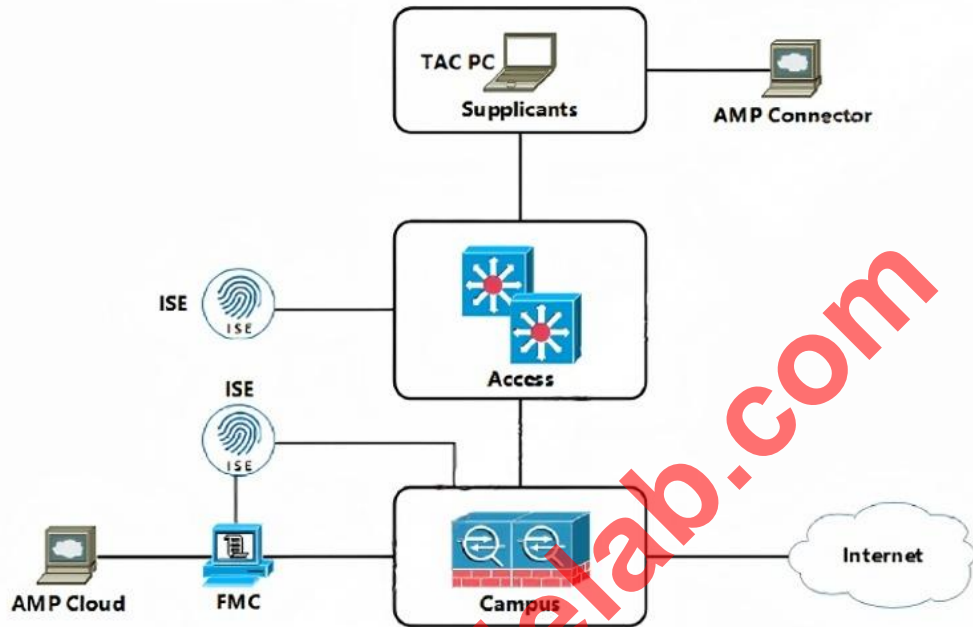 TAC PC
Supplicants
AMP Connector
ISE
ISE
Access
ISE
ISE
Internet
AMP Cloud
FMC
Campus
elab.com